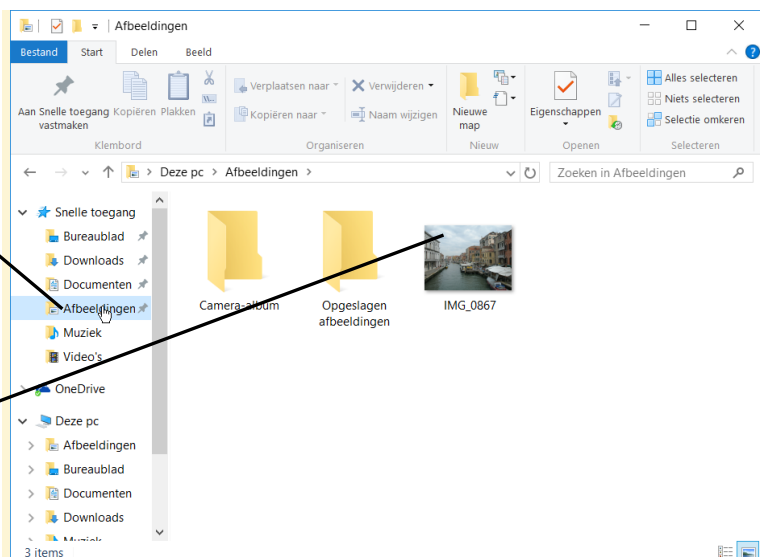 Afbeeldingen
Bestand Start Delen Beeld
Aan Snelle toegang vastmaken
Kopiëren
Plakken
Klembord
Verplaatsen naar
Kopiëren naar
Verwijderen
Naam wijzigen
Organiseren
Nieuwe map
Nieuw
Eigenschappen
Openen
Alles selecteren
Niets selecteren
Selectie omkeren
Selecteren
Deze pc > Afbeeldingen >
Zoeken in Afbeeldingen
Snelle toegang
Bureaublad
Downloads
Documenten
Afbeeldingen
Muziek
Video's
OneDrive
Deze pc
Afbeeldingen
Bureaublad
Documenten
Downloads
Muziek
Camera-album
Opgeslagen
afbeeldingen
IMG_0867
3 items